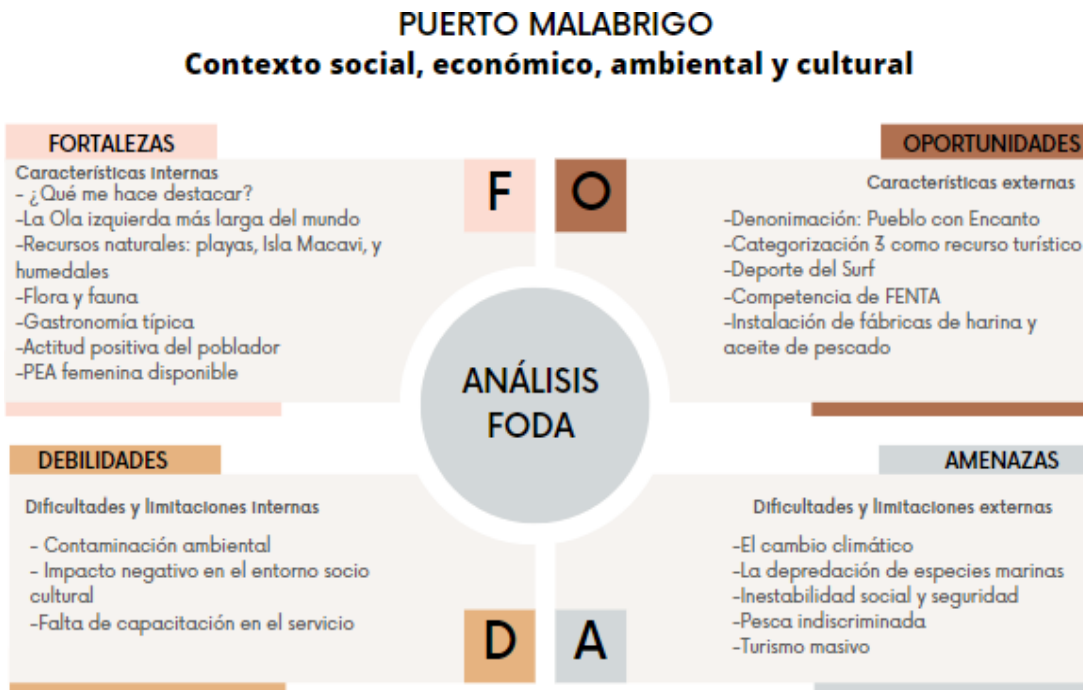 PUERTO MALABRIGO
Contexto social, económico, ambiental y cultural
FORTALEZAS
Características internas
- ¿Qué me hace destacar?
-La Ola izquierda más larga del mundo
-Recursos naturales: playas, Isla Macavi, y
humedales
-Flora y fauna
-Gastronomía típica
-Actitud positiva del poblador
-PEA femenina disponible
F
O
OPORTUNIDADES
Características externas
-Denonimación: Pueblo con Encanto
-Categorización 3 como recurso turístico
-Deporte del Surf
-Competencia de FENTA
-Instalación de fábricas de harina y
aceite de pescado
ANÁLISIS
FODA
DEBILIDADES
Dificultades y limitaciones internas
- Contaminación ambiental
- Impacto negativo en el entorno socio
cultural
-Falta de capacitación en el servicio
D
A
AMENAZAS
Dificultades y limitaciones externas
-El cambio climático
-La depredación de especies marinas
-Inestabilidad social y seguridad
-Pesca indiscriminada
-Turismo masivo